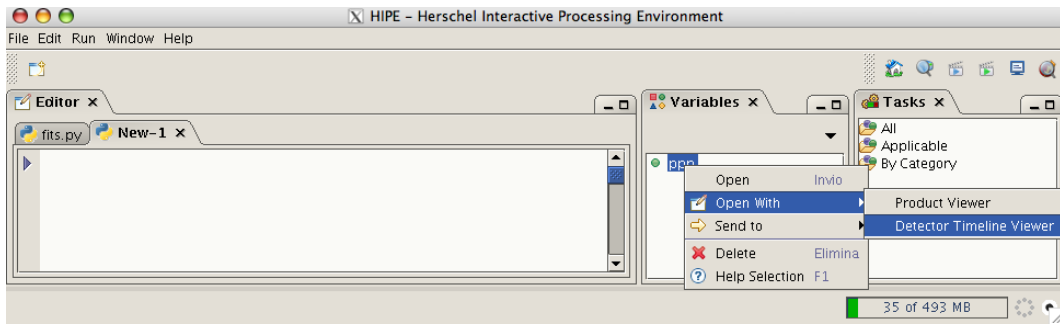 HIPE – Herschel Interactive Processing Environment
File Edit Run Window Help
Editor
fits.py New-1
Variables
ppn
Open Invio
Open With
Send to
Delete Elimina
Help Selection F1
Product Viewer
Detector Timeline Viewer
Tasks
All
Applicable
By Category
35 of 493 MB